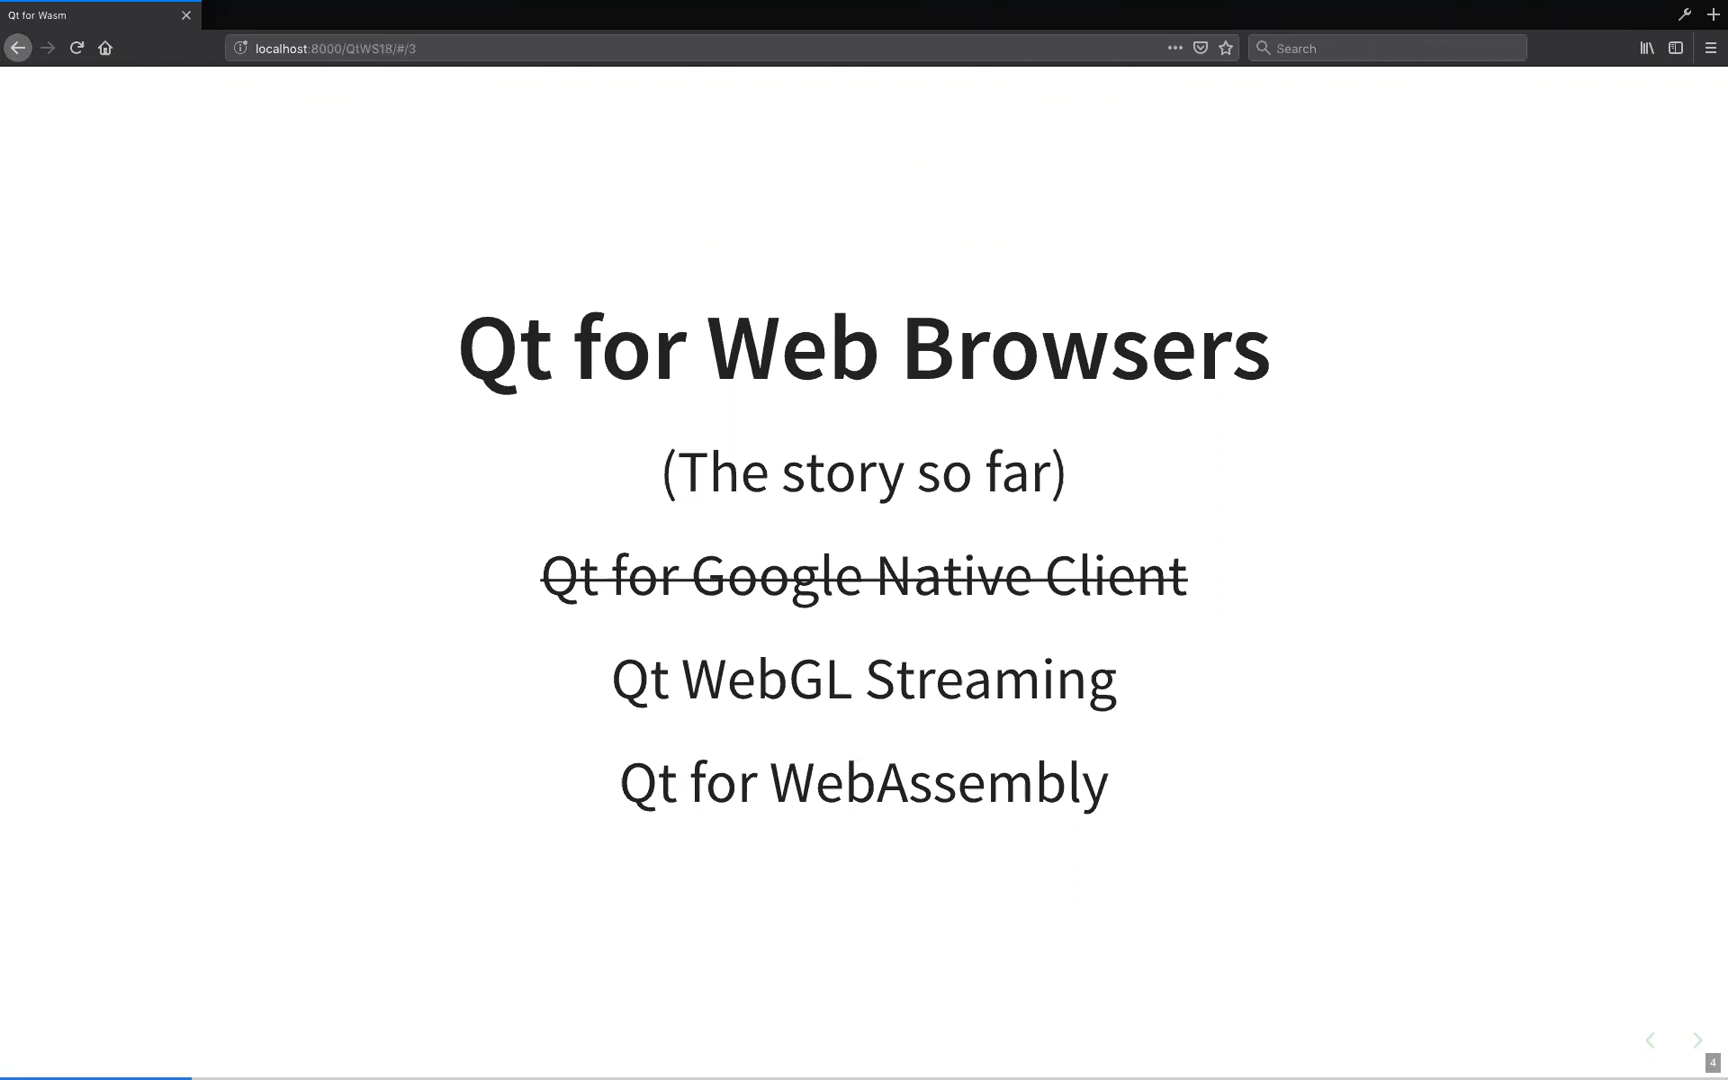 Qt for Wasm
localhost:8000/QtWS18/#/3
Search
Qt for Web Browsers
(The story so far)
Qt for Google Native Client
Qt WebGL Streaming
Qt for WebAssembly
4